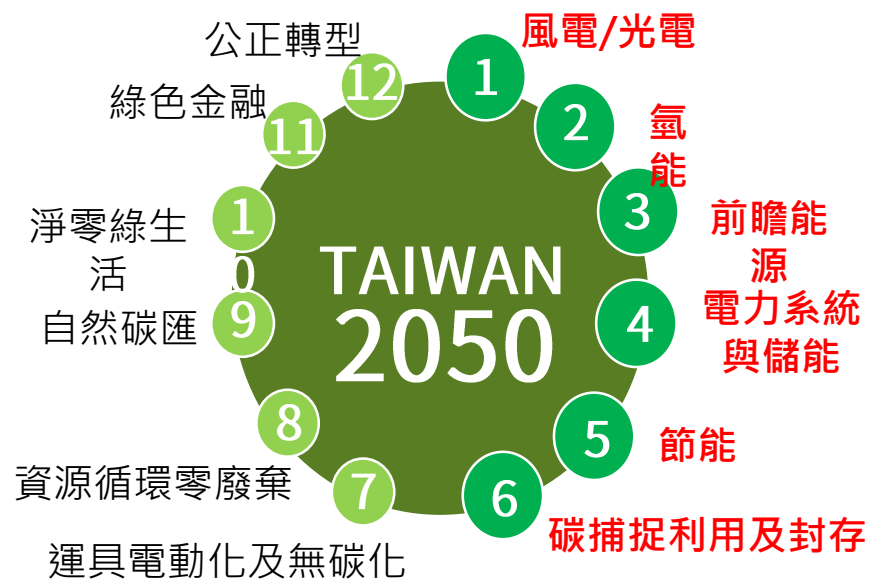 公正轉型
12
1
風電/光電
綠色金融
11
2
氫
能
3
前瞻能
源
10
淨零綠生
活
TAIWAN
2050
4
電力系統
與儲能
9
自然碳匯
8
5
節能
資源循環零廢棄
7
6
碳捕捉利用及封存
運具電動化及無碳化